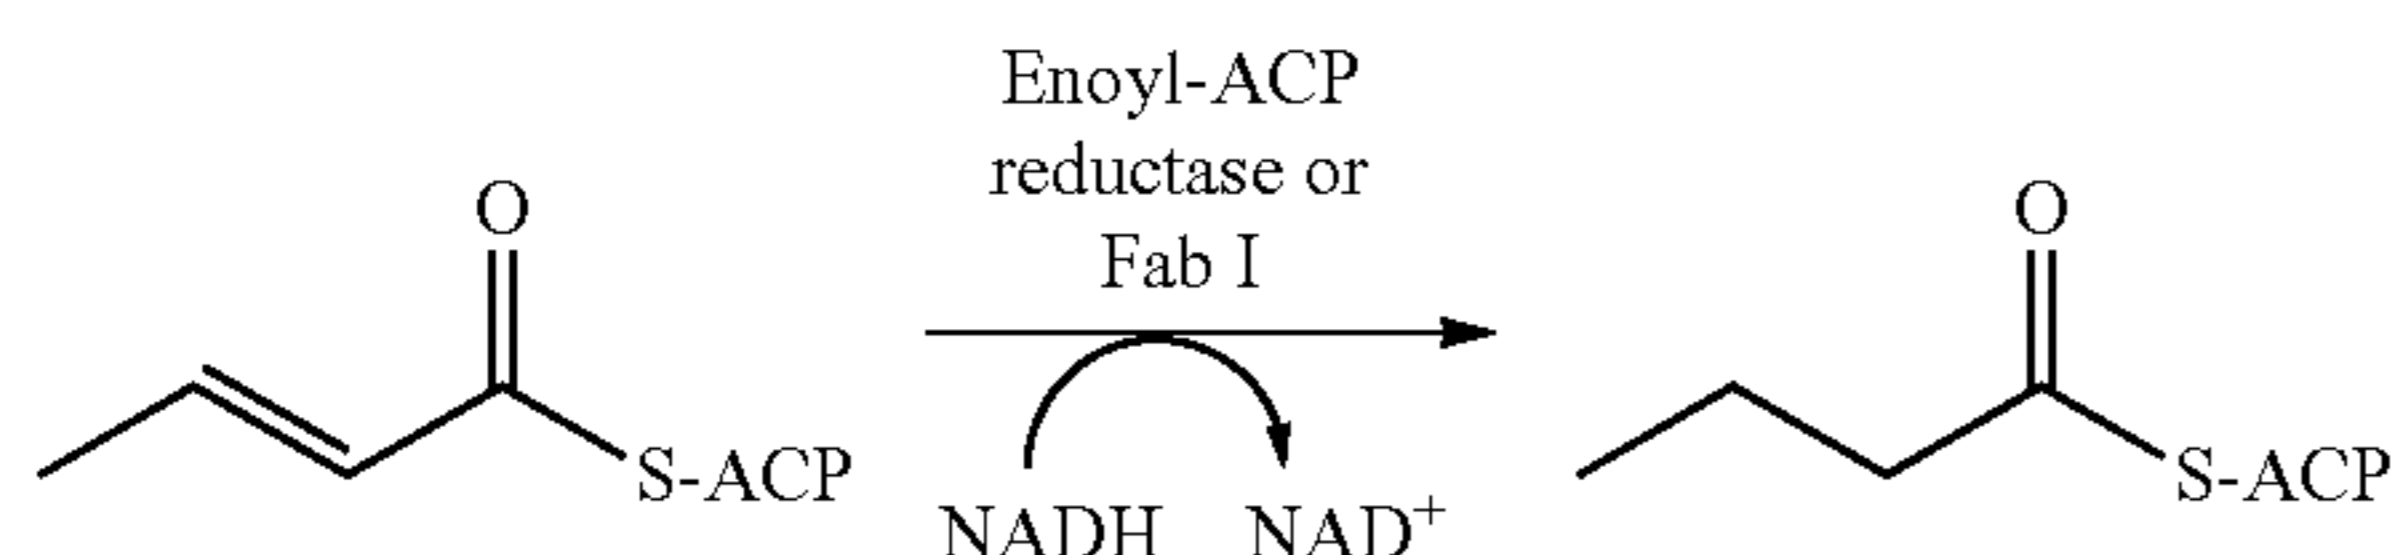 Enoyl-ACP
reductase or
Fab I
O
O
S-ACP
S-ACP
NADH NAD⁺